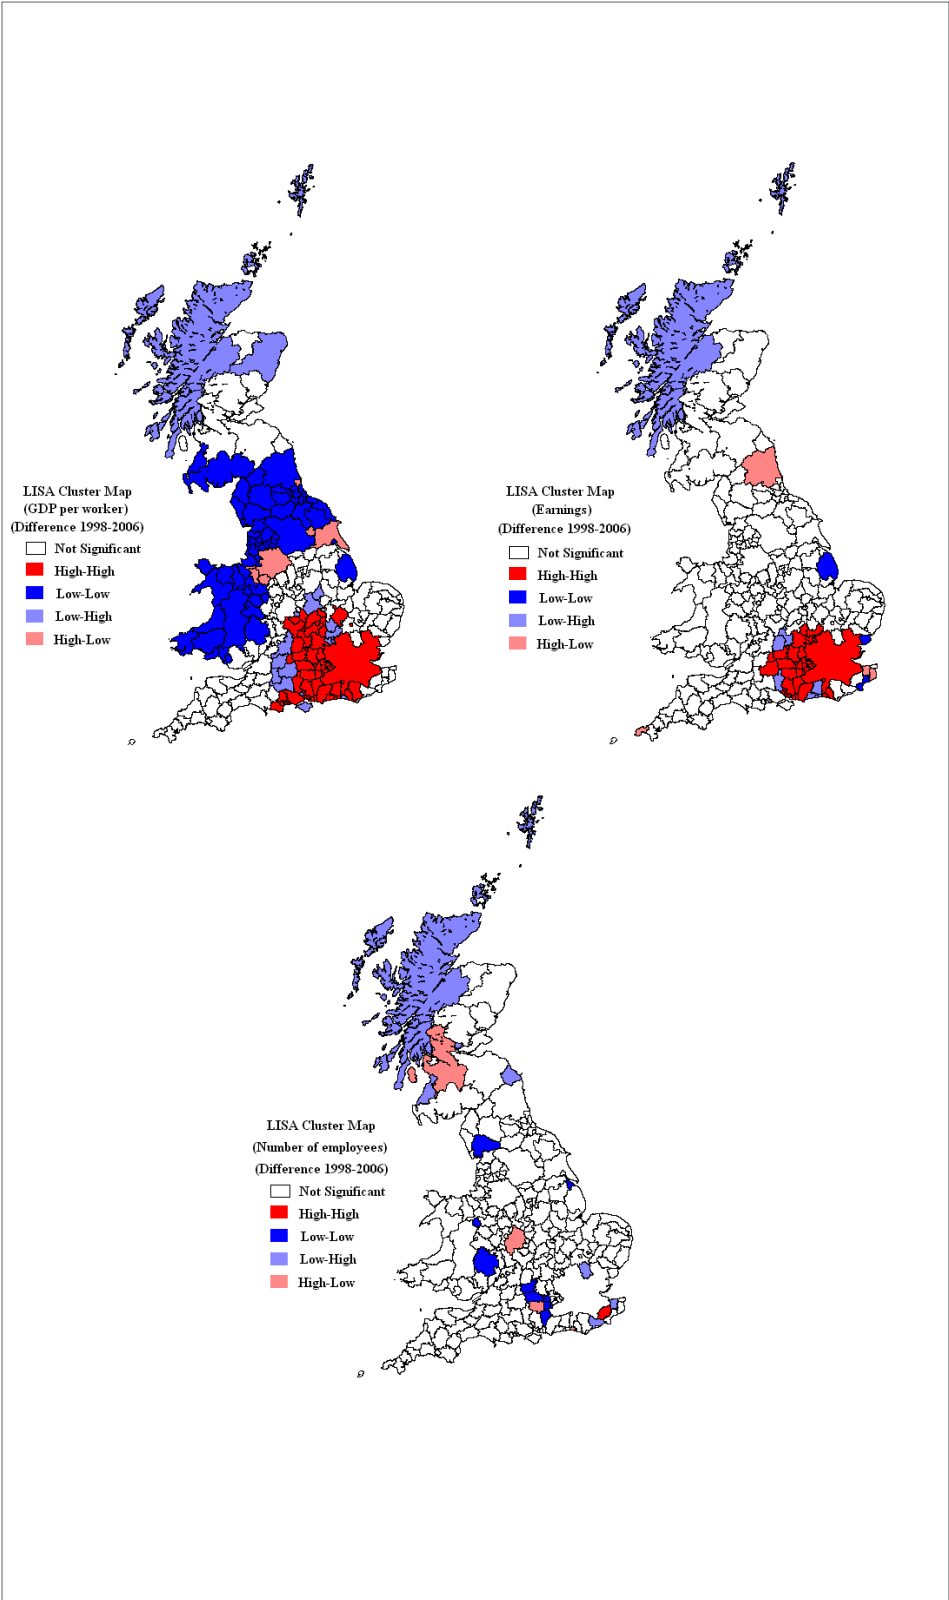 LISA Cluster Map
(GDP per worker)
(Difference 1998-2006)
Not Significant
High-High
Low-Low
Low-High
High-Low
LISA Cluster Map
(Earnings)
(Difference 1998-2006)
Not Significant
High-High
Low-Low
Low-High
High-Low
LISA Cluster Map
(Number of employees)
(Difference 1998-2006)
Not Significant
High-High
Low-Low
Low-High
High-Low